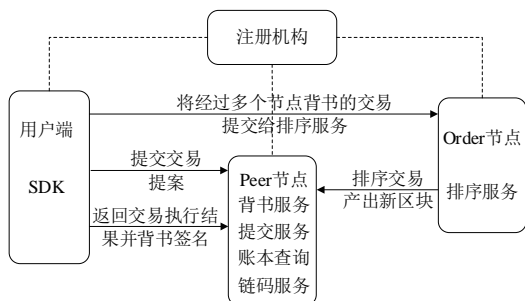 注册机构
用户端
SDK
将经过多个节点背书的交易
提交给排序服务
提交交易
提案
返回交易执行结
果并背书签名
Peer节点
背书服务
提交服务
账本查询
链码服务
排序交易
产出新区块
Order节点
排序服务